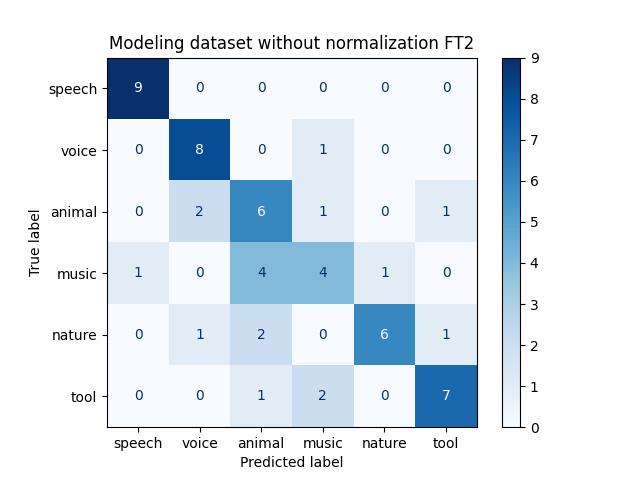 Modeling dataset without normalization FT2
speech 9 0 0 0 0 0
voice 0 8 0 1 0 0
animal 0 2 6 1 0 1
music 1 0 4 4 1 0
nature 0 1 2 0 6 1
tool 0 0 1 2 0 7
speech voice animal music nature tool
Predicted label
True label
9
8
7
6
5
4
3
2
1
0